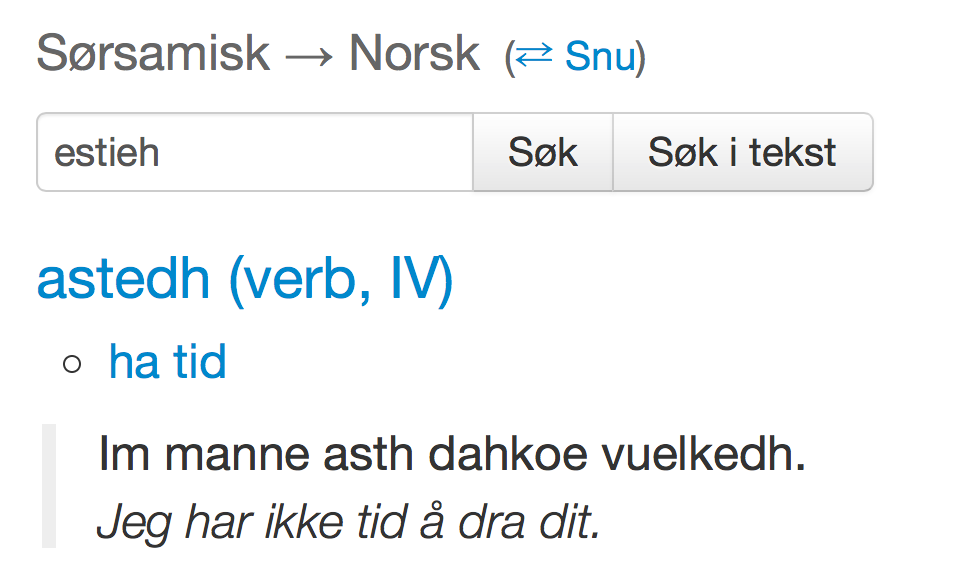 Sørsamisk → Norsk (⇄ Snu)
estieh Søk Søk i tekst
astedh (verb, IV)
ha tid
Im manne asth dahkoe vuelkedh.
Jeg har ikke tid å dra dit.